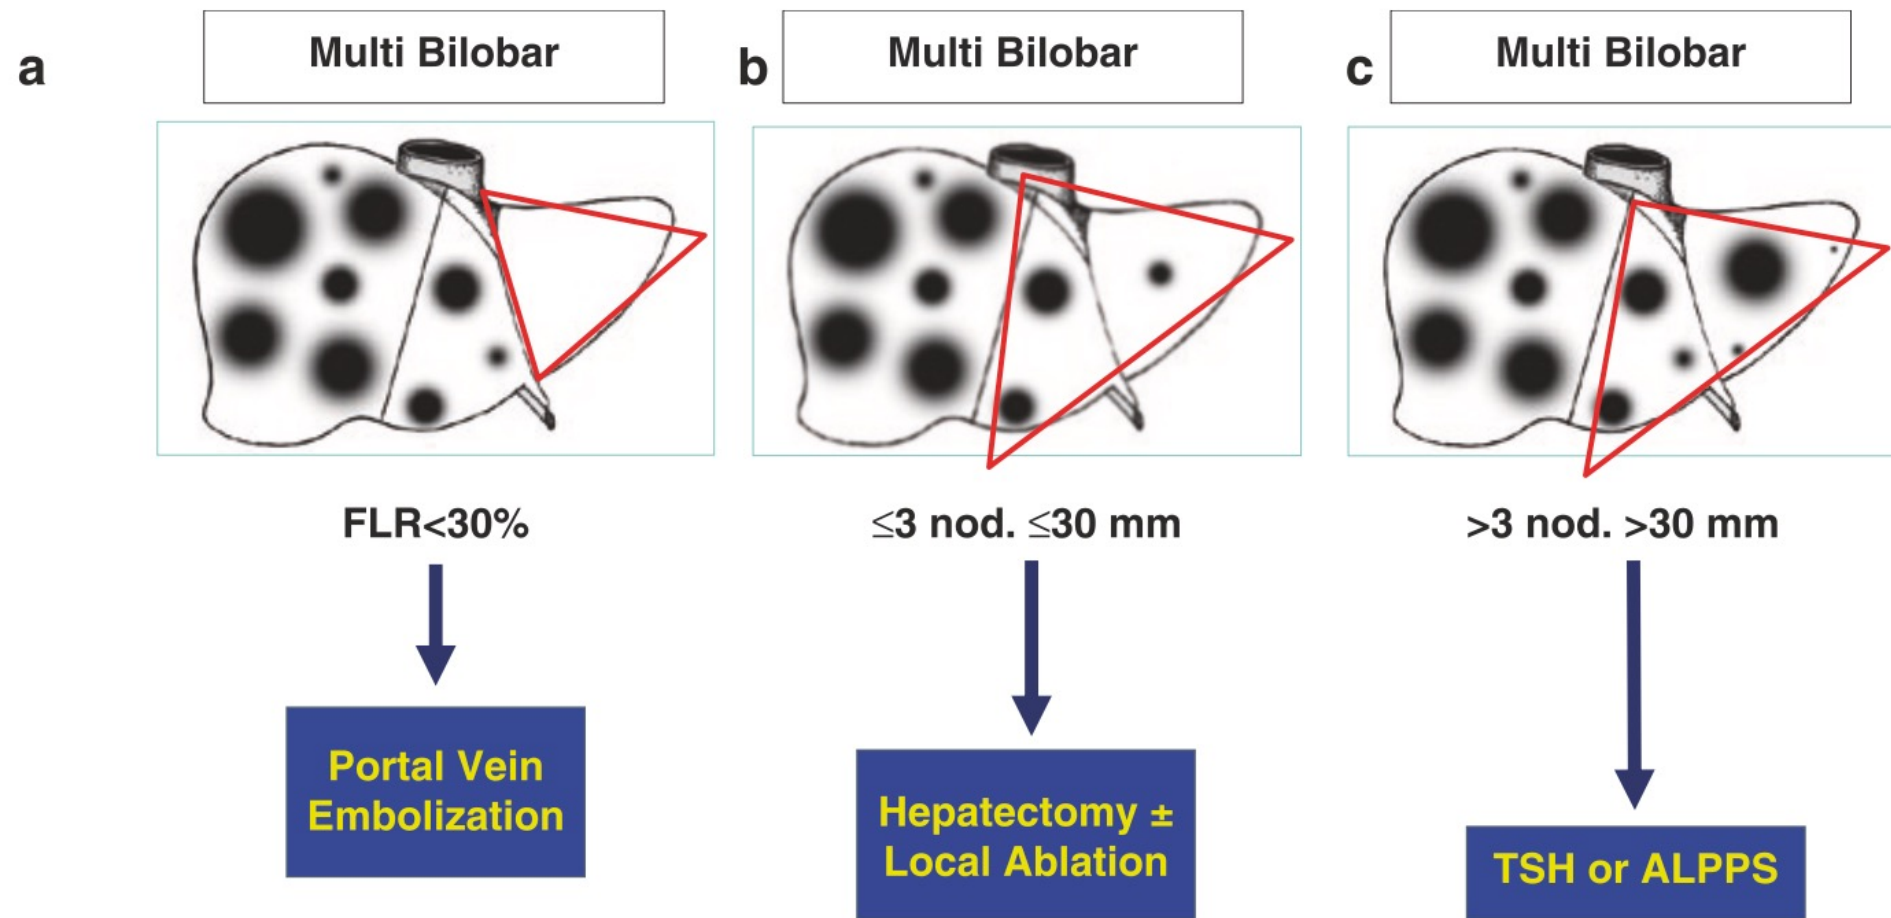 a
Multi Bilobar
FLR<30%
Portal Vein
Embolization
b
Multi Bilobar
≤3 nod. ≤30 mm
Hepatectomy ±
Local Ablation
c
Multi Bilobar
>3 nod. >30 mm
TSH or ALPPS